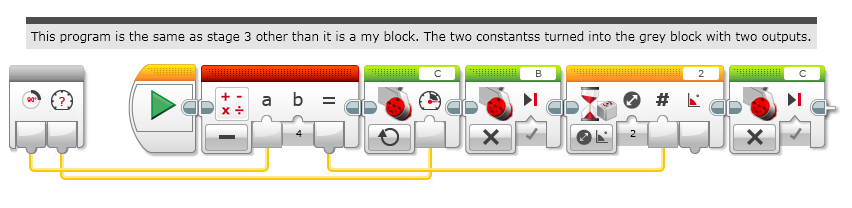 This program is the same as stage 3 other than it is a my block. The two constantss turned into the grey block with two outputs.
C B 2 C
90° ? + - × ÷ a b = #
4 2